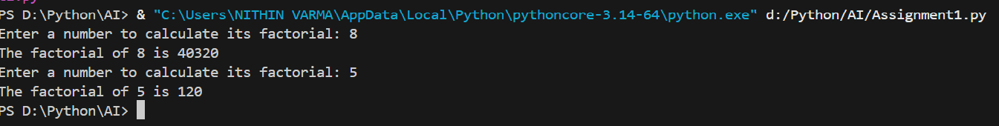 PS D:\Python\AI> & "C:\Users\NITHIN VARMA\AppData\Local\Python\pythoncore-3.14-64\python.exe" d:/Python/AI/Assignment1.py
Enter a number to calculate its factorial: 8
The factorial of 8 is 40320
Enter a number to calculate its factorial: 5
The factorial of 5 is 120
PS D:\Python\AI>